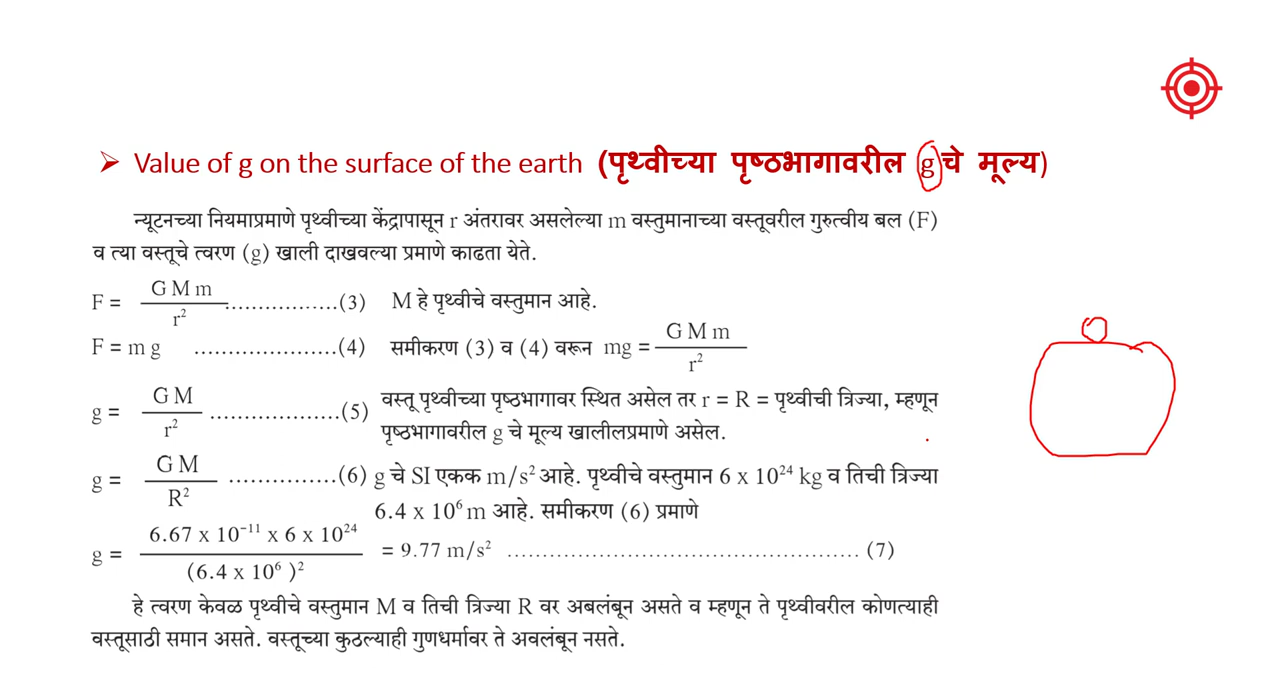 ➢ Value of g on the surface of the earth (पृथ्वीच्या पृष्ठभागावरील g चे मूल्य)
न्यूटनच्या नियमाप्रमाणे पृथ्वीच्या केंद्रापासून r अंतरावर असलेल्या m वस्तुमानाच्या वस्तूवरील गुरुत्वीय बल (F)
व त्या वस्तूचे त्वरण (g) खाली दाखवल्या प्रमाणे काढता येते.
F = G M m / r² ................(3) M हे पृथ्वीचे वस्तुमान आहे.
F = m g .....................(4) समीकरण (3) व (4) वरून mg = G M m / r²
g = G M / r² ...................(5) वस्तू पृथ्वीच्या पृष्ठभागावर स्थित असेल तर r = R = पृथ्वीची त्रिज्या, म्हणून
पृष्ठभागावरील g चे मूल्य खालीलप्रमाणे असेल.
g = G M / R² ...............(6) g चे SI एकक m/s² आहे. पृथ्वीचे वस्तुमान 6 x 10²⁴ kg व तिची त्रिज्या
6.4 x 10⁶ m आहे. समीकरण (6) प्रमाणे
g = 6.67 x 10⁻¹¹ x 6 x 10²⁴ / (6.4 x 10⁶ )² = 9.77 m/s² ................................................. (7)
हे त्वरण केवळ पृथ्वीचे वस्तुमान M व तिची त्रिज्या R वर अबलंबून असते व म्हणून ते पृथ्वीवरील कोणत्याही
वस्तूसाठी समान असते. वस्तूच्या कुठल्याही गुणधर्मावर ते अवलंबून नसते.